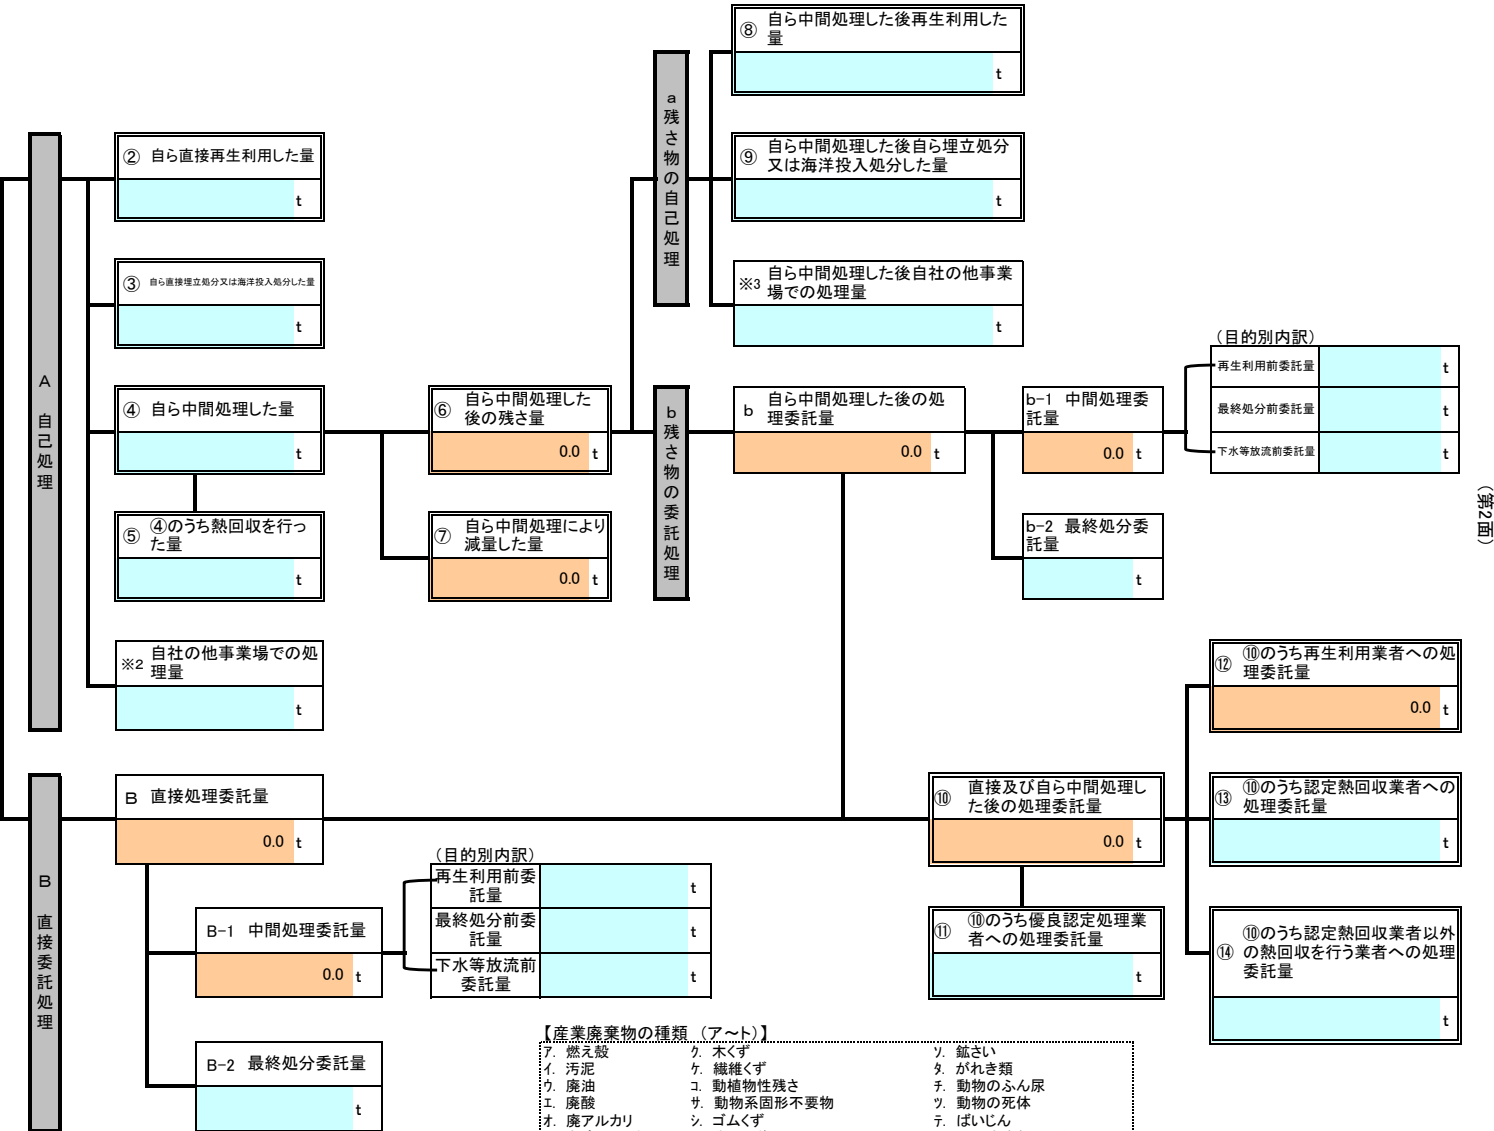 ⑧ 自ら中間処理した後再生利用した
量
t
a 残さ物の自己処理
② 自ら直接再生利用した量
t
⑨ 自ら中間処理した後自ら埋立処分
又は海洋投入処分した量
t
③ 自ら直接埋立処分又は海洋投入処分した量
t
※3 自ら中間処理した後自社の他事業
場での処理量
t
A 自己処理
④ 自ら中間処理した量
t
⑥ 自ら中間処理した
後の残さ量
0.0 t
b 残さ物の委託処理
b 自ら中間処理した後の処
理委託量
0.0 t
b-1 中間処理委
託量
0.0 t
(目的別内訳)
再生利用前委託量 t
最終処分前委託量 t
下水等放流前委託量 t
(第2面)
⑤ ④のうち熱回収を行っ
た量
t
⑦ 自ら中間処理により
減量した量
0.0 t
b-2 最終処分委
託量
t
※2 自社の他事業場での処
理量
t
⑫ ⑩のうち再生利用業者への処
理委託量
0.0 t
B 直接委託処理
B 直接処理委託量
0.0 t
⑩ 直接及び自ら中間処理し
た後の処理委託量
0.0 t
⑬ ⑩のうち認定熱回収業者への
処理委託量
t
B-1 中間処理委託量
0.0 t
(目的別内訳)
再生利用前委
託量
t
最終処分前委
託量
t
下水等放流前
委託量
t
⑪ ⑩のうち優良認定処理業
者への処理委託量
t
⑭ ⑩のうち認定熱回収業者以外
の熱回収を行う業者への処理
委託量
t
B-2 最終処分委託量
t
【産業廃棄物の種類 (ア~ト)】
ア. 燃え殻 ク. 木くず ソ. 鉱さい
イ. 汚泥 ケ. 繊維くず タ. がれき類
ウ. 廃油 コ. 動植物性残さ チ. 動物のふん尿
エ. 廃酸 サ. 動物系固形不要物 ツ. 動物の死体
オ. 廃アルカリ シ. ゴムくず テ. ばいじん